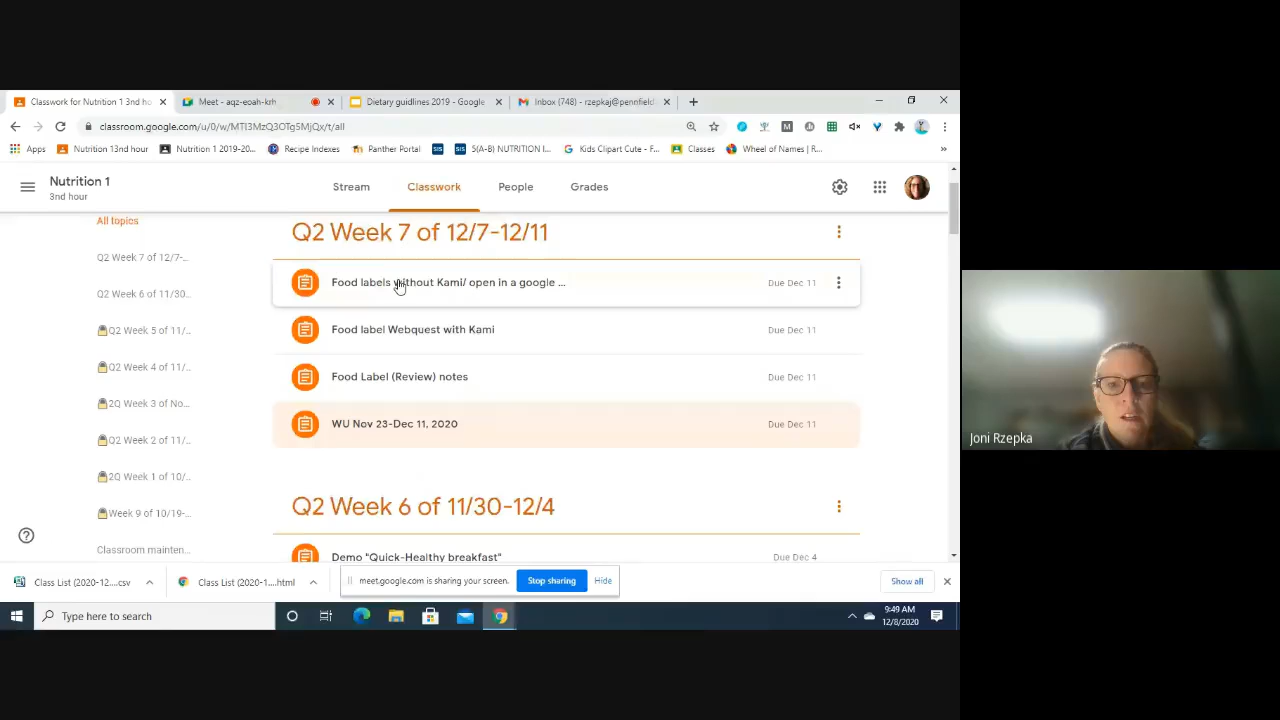 Classwork for Nutrition 1 3nd ho
Meet - aqz-eoah-krh
Dietary guidlines 2019 - Google
Inbox (748) - rzepkaj@pennfield
classroom.google.com/u/0/w/MTI3MzQ3OTg5MjQx/t/all
Apps
Nutrition 13nd hour
Nutrition 1 2019-20...
Recipe Indexes
Panther Portal
5(A-B) NUTRITION I...
Kids Clipart Cute - F...
Classes
Wheel of Names | R...
Nutrition 1
3nd hour
Stream
Classwork
People
Grades
All topics
Q2 Week 7 of 12/7-...
Q2 Week 6 of 11/30...
Q2 Week 5 of 11/...
Q2 Week 4 of 11/...
2Q Week 3 of No...
Q2 Week 2 of 11/...
2Q Week 1 of 10/...
Week 9 of 10/19-...
Classroom mainten...
Q2 Week 7 of 12/7-12/11
Food labels without Kami/ open in a google ...
Due Dec 11
Food label Webquest with Kami
Due Dec 11
Food Label (Review) notes
Due Dec 11
WU Nov 23-Dec 11, 2020
Due Dec 11
Q2 Week 6 of 11/30-12/4
Demo "Quick-Healthy breakfast"
Due Dec 4
Class List (2020-12....csv
Class List (2020-1....html
meet.google.com is sharing your screen.
Stop sharing
Hide
Show all
Type here to search
9:49 AM
12/8/2020
Joni Rzepka